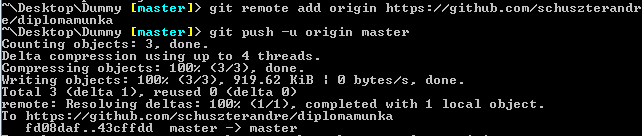 ~\Desktop\Dummy [master]> git remote add origin https://github.com/schuszterandr
e/diplomamunka
~\Desktop\Dummy [master]> git push -u origin master
Counting objects: 3, done.
Delta compression using up to 4 threads.
Compressing objects: 100% (3/3), done.
Writing objects: 100% (3/3), 919.62 KiB | 0 bytes/s, done.
Total 3 (delta 1), reused 0 (delta 0)
remote: Resolving deltas: 100% (1/1), completed with 1 local object.
To https://github.com/schuszterandre/diplomamunka
   fd08daf..43cffdd  master -> master